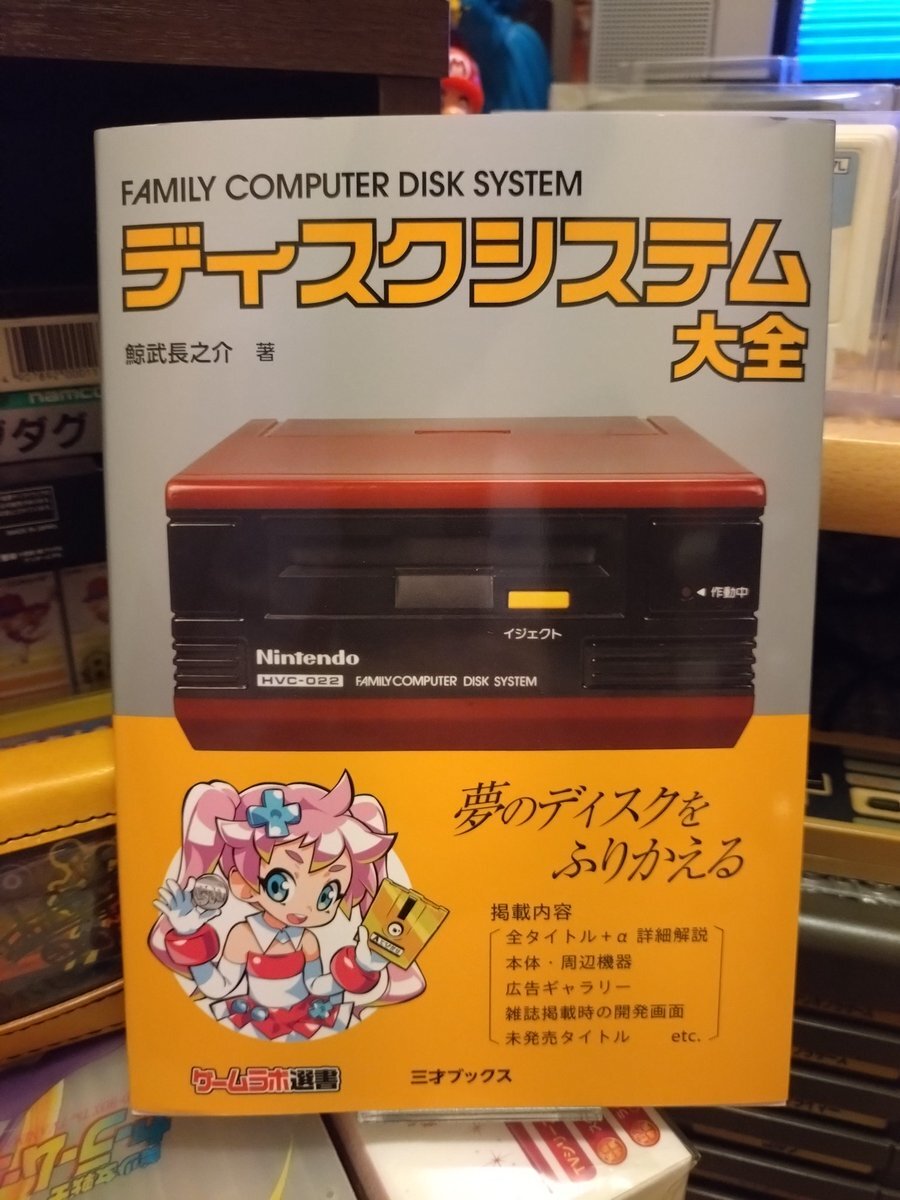 FAMILY COMPUTER DISK SYSTEM
ディスクシステム
大全
鯨武長之介 著
作動中
イジェクト
Nintendo
HVC-022 FAMILY COMPUTER DISK SYSTEM
夢のディスクを
ふりかえる
掲載内容
全タイトル+α 詳細解説
本体・周辺機器
広告ギャラリー
雑誌掲載時の開発画面
未発売タイトル etc.
ゲームラボ選書
三才ブックス
namco